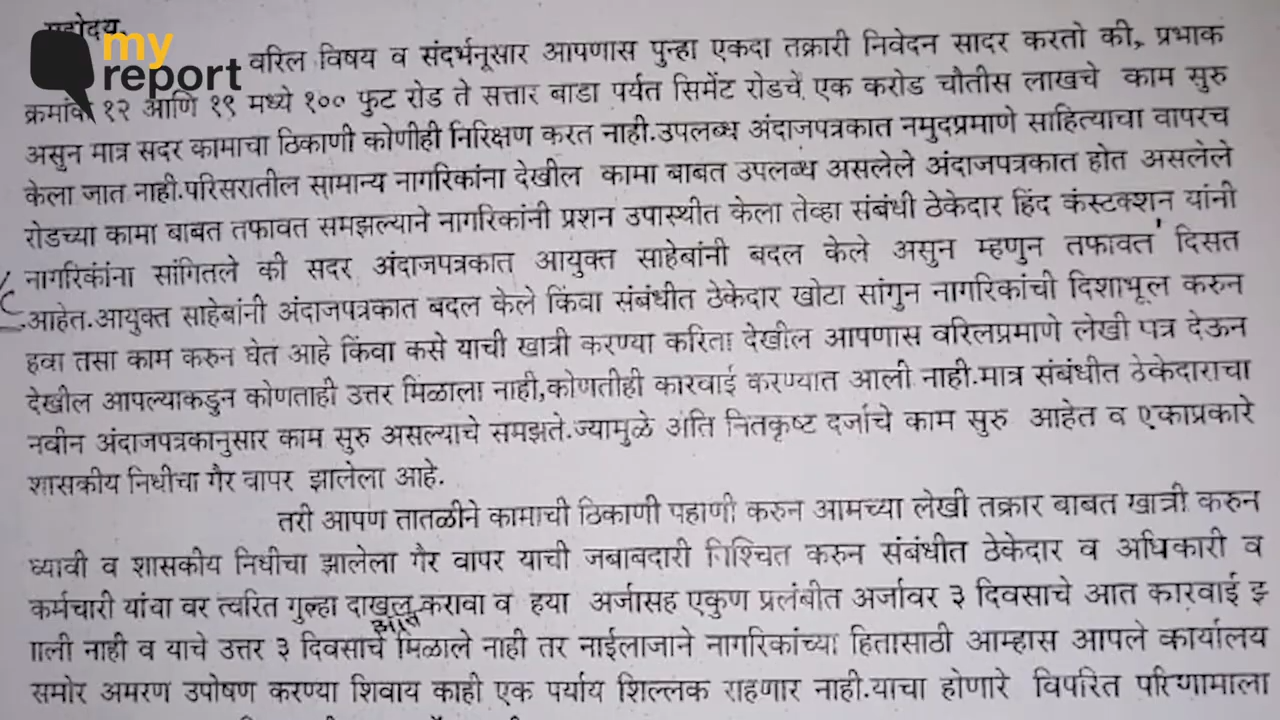 महोदय,
my
report
वरिल विषय व संदर्भनूसार आपणास पुन्हा एकदा तक्रारी निवेदन सादर करतो की, प्रभाक
क्रमांक १२ आणि १९ मध्ये १०० फुट रोड ते सत्तार बाडा पर्यत सिमेंट रोडचे एक करोड चौतीस लाखचे काम सुरु
असुन मात्र सदर कामाचा ठिकाणी कोणीही निरिक्षण करत नाही.उपलब्ध अंदाजपत्रकात नमुदप्रमाणे साहित्याचा वापरच
केला जात नाही.परिसरातील सामान्य नागरिकांना देखील कामा बाबत उपलब्ध असलेले अंदाजपत्रकात होत असलेले
रोडच्या कामा बाबत तफावत समझल्याने नागरिकांनी प्रशन उपास्थीत केला तेव्हा संबंधी ठेकेदार हिंद कंस्टक्शन यांनी
नागरिकांना सांगितले की सदर अंदाजपत्रकात आयुक्त साहेबांनी बदल केले असुन म्हणुन तफावत दिसत
आहेत.आयुक्त साहेबांनी अंदाजपत्रकात बदल केले किंवा संबंधीत ठेकेदार खोटा सांगुन नागरिकांची दिशाभूल करुन
हवा तसा काम करुन घेत आहे किंवा कसे याची खात्री करण्या करिता देखील आपणास वरिलप्रमाणे लेखी पत्र देऊन
देखील आपल्याकडुन कोणताही उत्तर मिळाला नाही,कोणतीही कारवाई करण्यात आली नाही.मात्र संबंधीत ठेकेदाराचा
नवीन अंदाजपत्रकानुसार काम सुरु असल्याचे समझते.ज्यामुळे अति नितकृष्ट दर्जाचे काम सुरु आहेत व एकाप्रकारे
शासकीय निधीचा गैर वापर झालेला आहे.
तरी आपण तातळीने कामाची ठिकाणी पहाणी करुन आमच्या लेखी तक्रार बाबत खात्री करुन
घ्यावी व शासकीय निधीचा झालेला गैर वापर याची जबाबदारी निश्चित करुन संबंधीत ठेकेदार व अधिकारी व
कर्मचारी यांचा वर त्वरित गुल्हा दाखल करावा व हया अर्जासह एकुण प्रलंबीत अर्जावर ३ दिवसाचे आत कारवाई झ
ाली नाही व याचे उत्तर ३ दिवसाचे आत मिळाले नाही तर नाईलाजाने नागरिकांच्या हितासाठी आम्हास आपले कार्यालय
समोर अमरण उपोषण करण्या शिवाय काही एक पर्याय शिल्लक राहणार नाही.याचा होणारे विपरित परिणामाला